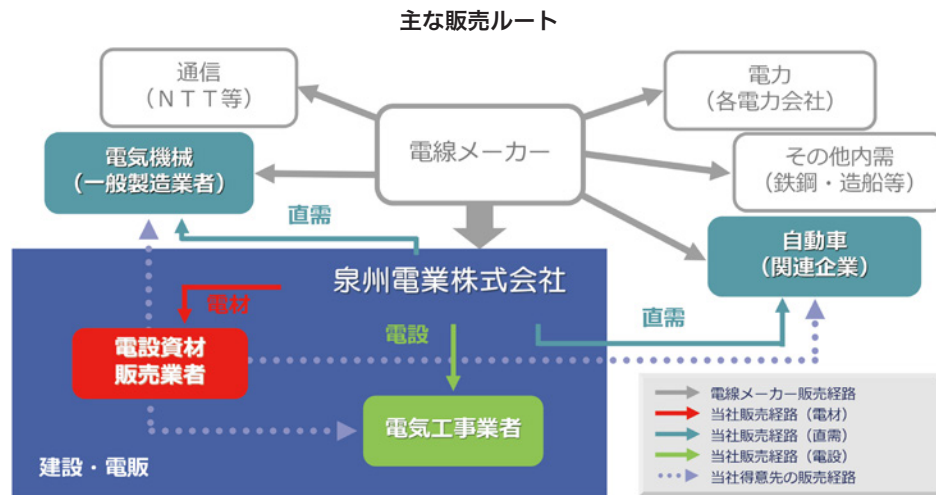 主な販売ルート
通信
（ＮＴＴ等）
電力
（各電力会社）
電線メーカー
電気機械
（一般製造業者）
その他内需
（鉄鋼・造船等）
直需
自動車
（関連企業）
泉州電業株式会社
電材
電設
直需
電設資材
販売業者
電気工事業者
建設・電販
電線メーカー販売経路
当社販売経路（電材）
当社販売経路（直需）
当社販売経路（電設）
当社得意先の販売経路